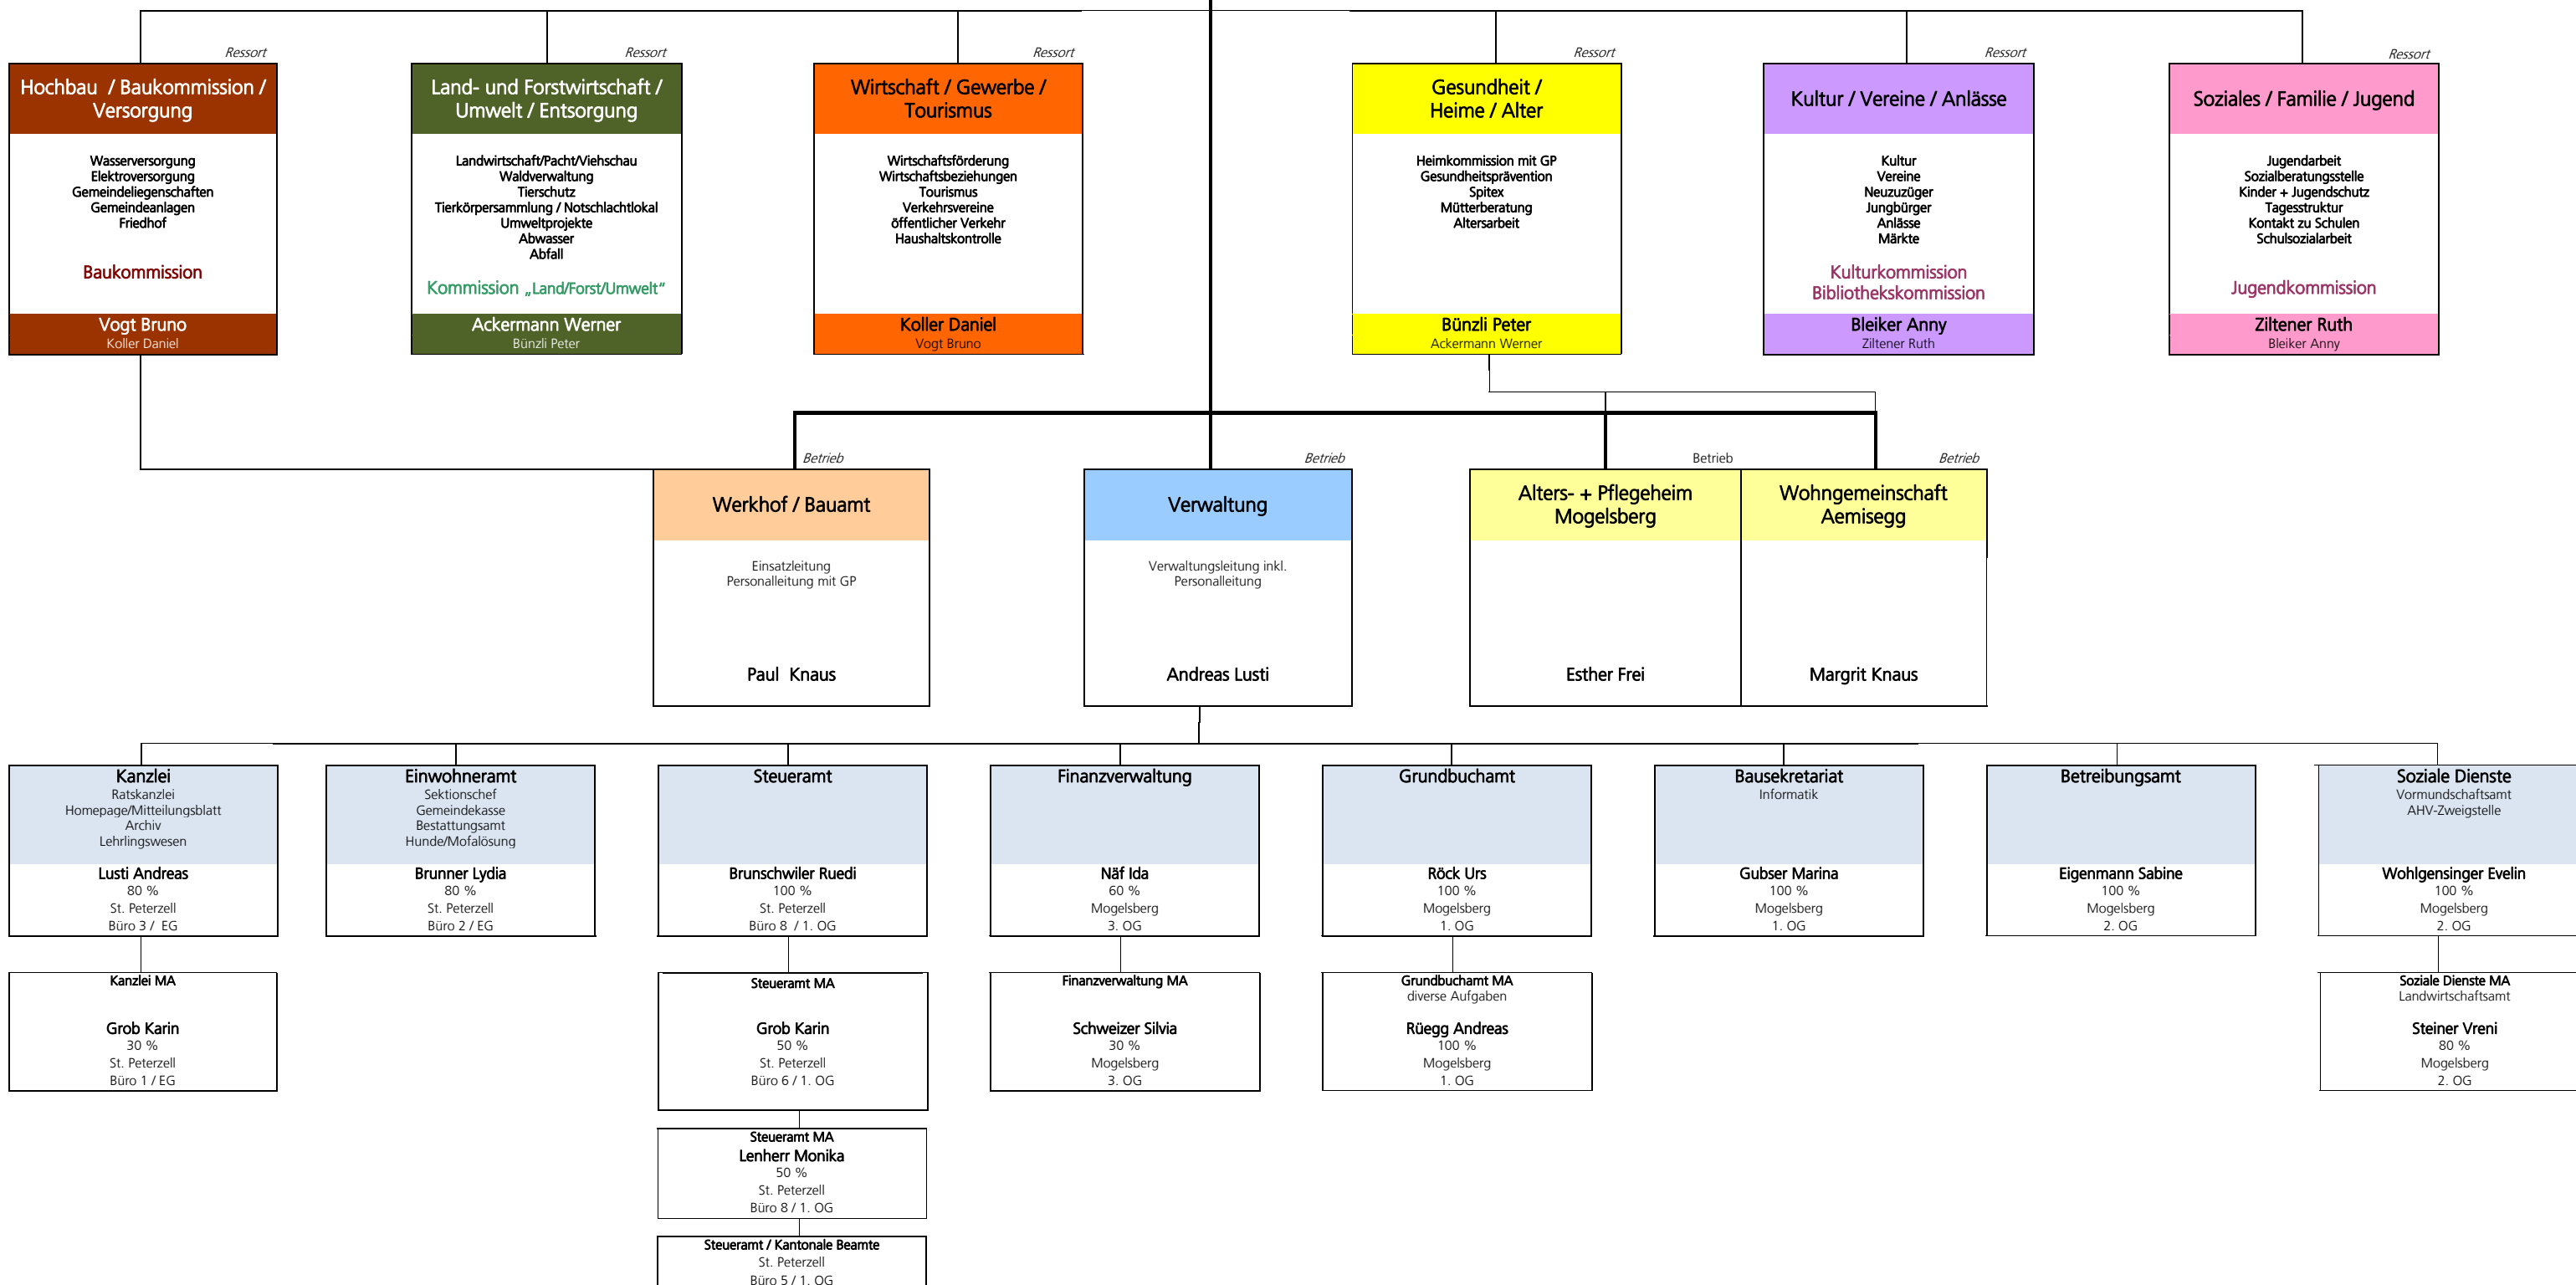 Ressort
Hochbau  / Baukommission /
Versorgung
Wasserversorgung
Elektroversorgung
Gemeindeliegenschaften
Gemeindeanlagen
Friedhof
Baukommission
Vogt Bruno
Koller Daniel
Ressort
Land- und Forstwirtschaft /
Umwelt / Entsorgung
Landwirtschaft/Pacht/Viehschau
Waldverwaltung
Tierschutz
Tierkörpersammlung / Notschlachtlokal
Umweltprojekte
Abwasser
Abfall
Kommission „Land/Forst/Umwelt“
Ackermann Werner
Bünzli Peter
Ressort
Wirtschaft / Gewerbe /
Tourismus
Wirtschaftsförderung
Wirtschaftsbeziehungen
Tourismus
Verkehrsvereine
öffentlicher Verkehr
Haushaltskontrolle
Koller Daniel
Vogt Bruno
Ressort
Gesundheit /
Heime / Alter
Heimkommission mit GP
Gesundheitsprävention
Spitex
Mütterberatung
Altersarbeit
Bünzli Peter
Ackermann Werner
Ressort
Kultur / Vereine / Anlässe
Kultur
Vereine
Neuzuzüger
Jungbürger
Anlässe
Märkte
Kulturkommission
Bibliothekskommission
Bleiker Anny
Ziltener Ruth
Ressort
Soziales / Familie / Jugend
Jugendarbeit
Sozialberatungsstelle
Kinder + Jugendschutz
Tagesstruktur
Kontakt zu Schulen
Schulsozialarbeit
Jugendkommission
Ziltener Ruth
Bleiker Anny
Betrieb
Werkhof / Bauamt
Einsatzleitung
Personalleitung mit GP
Paul  Knaus
Betrieb
Verwaltung
Verwaltungsleitung inkl.
Personalleitung
Andreas Lusti
Betrieb
Alters- + Pflegeheim
Mogelsberg
Esther Frei
Betrieb
Wohngemeinschaft
Aemisegg
Margrit Knaus
Kanzlei
Ratskanzlei
Homepage/Mitteilungsblatt
Archiv
Lehrlingswesen
Lusti Andreas
80 %
St. Peterzell
Büro 3 /  EG
Einwohneramt
Sektionschef
Gemeindekasse
Bestattungsamt
Hunde/Mofalösung
Brunner Lydia
80 %
St. Peterzell
Büro 2 / EG
Steueramt
Brunschwiler Ruedi
100 %
St. Peterzell
Büro 8  / 1. OG
Finanzverwaltung
Näf Ida
60 %
Mogelsberg
3. OG
Grundbuchamt
Röck Urs
100 %
Mogelsberg
1. OG
Bausekretariat
Informatik
Gubser Marina
100 %
Mogelsberg
1. OG
Betreibungsamt
Eigenmann Sabine
100 %
Mogelsberg
2. OG
Soziale Dienste
Vormundschaftsamt
AHV-Zweigstelle
Wohlgensinger Evelin
100 %
Mogelsberg
2. OG
Kanzlei MA
Grob Karin
30 %
St. Peterzell
Büro 1 / EG
Steueramt MA
Grob Karin
50 %
St. Peterzell
Büro 6 / 1. OG
Finanzverwaltung MA
Schweizer Silvia
30 %
Mogelsberg
3. OG
Grundbuchamt MA
diverse Aufgaben
Rüegg Andreas
100 %
Mogelsberg
1. OG
Soziale Dienste MA
Landwirtschaftsamt
Steiner Vreni
80 %
Mogelsberg
2. OG
Steueramt MA
Lenherr Monika
50 %
St. Peterzell
Büro 8 / 1. OG
Steueramt / Kantonale Beamte
St. Peterzell
Büro 5 / 1. OG